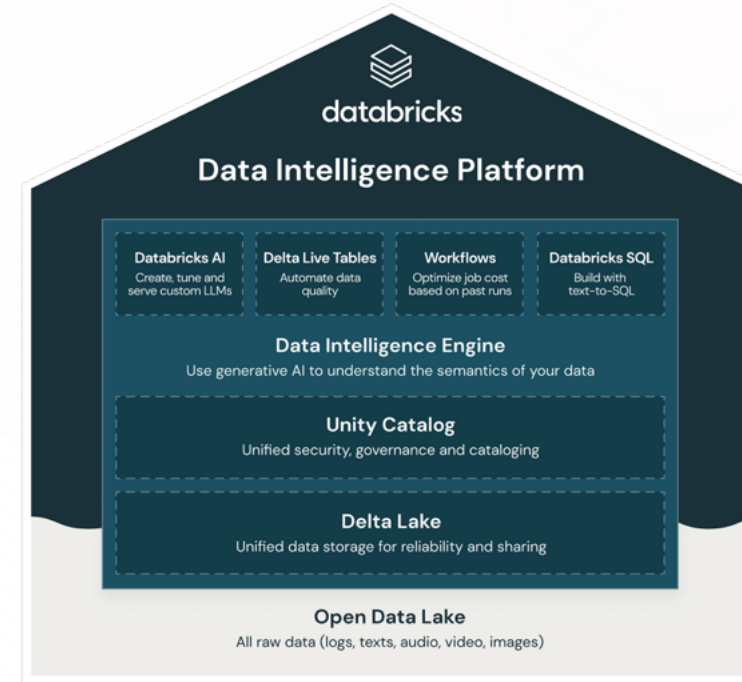 databricks
Data Intelligence Platform
Databricks AI
Create, tune and
serve custom LLMs
Delta Live Tables
Automate data
quality
Workflows
Optimize job cost
based on past runs
Databricks SQL
Build with
text-to-SQL
Data Intelligence Engine
Use generative AI to understand the semantics of your data
Unity Catalog
Unified security, governance and cataloging
Delta Lake
Unified data storage for reliability and sharing
Open Data Lake
All raw data (logs, texts, audio, video, images)